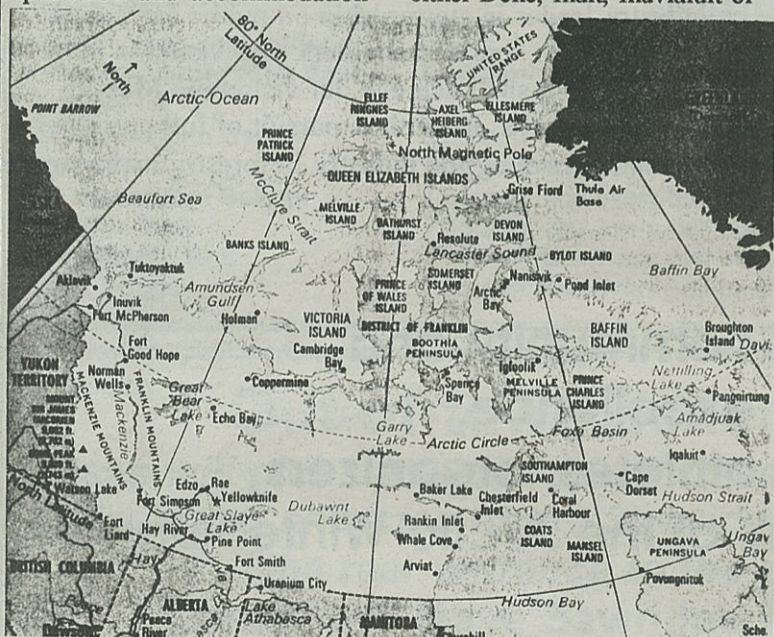 80° North
Latitude
North
UNITED STATES
RANGE
POINT BARROW
Arctic Ocean
ELLEF
RINGNES
ISLAND
AXEL
HEIBERG
ISLAND
ELLESMERE
ISLAND
PRINCE
PATRICK
ISLAND
North Magnetic Pole
QUEEN ELIZABETH ISLANDS
Grise Fiord
Thule Air
Base
Beaufort Sea
McClure Strait
MELVILLE
ISLAND
BATHURST
ISLAND
DEVON
ISLAND
Resolute
BANKS ISLAND
Lancaster Sound
BYLOT ISLAND
Baffin Bay
Tuktoyaktuk
Aklavik
Amundsen
Gulf
PRINCE
OF WALES
ISLAND
SOMERSET
ISLAND
Nanisivik
Pond Inlet
Arctic
Bay
Inuvik
Fort McPherson
Holman
VICTORIA
ISLAND
DISTRICT OF FRANKLIN
BAFFIN
ISLAND
Broughton
Island
Davi
Fort
Good Hope
Cambridge
Bay
BOOTHIA
PENINSULA
Igloolik
YUKON
TERRITORY
Norman
Wells
Coppermine
Spence
Bay
MELVILLE
PENINSULA
PRINCE
CHARLES
ISLAND
Nettilling
Lake
Pangnirtung
MACKENZIE MOUNTAINS
Mackenzie
FRANKLIN MOUNTAINS
Great
Bear
Lake
Echo Bay
Garry
Lake
Arctic Circle
Foxe Basin
Amadjuak
Lake
Iqaluit
Watson Lake
North Latitude
Edzo
Rae
Yellowknife
Fort Simpson
Great Slave
Lake
Dubawnt
Lake
Baker Lake
Chesterfield
Inlet
SOUTHAMPTON
ISLAND
Coral
Harbour
Cape
Dorset
Hudson Strait
Fort
Liard
Hay River
Pine Point
Rankin Inlet
Whale Cove
COATS
ISLAND
MANSEL
ISLAND
UNGAVA
PENINSULA
Ungav
Bay
BRITISH COLUMBIA
Hay
Fort Smith
Arviat
Povungnituk
Uranium City
Hudson Bay
Peace
ALBERTA
Lake
Athabasca
MANITOBA
Peace
River
Dawson
Churchill
Sche